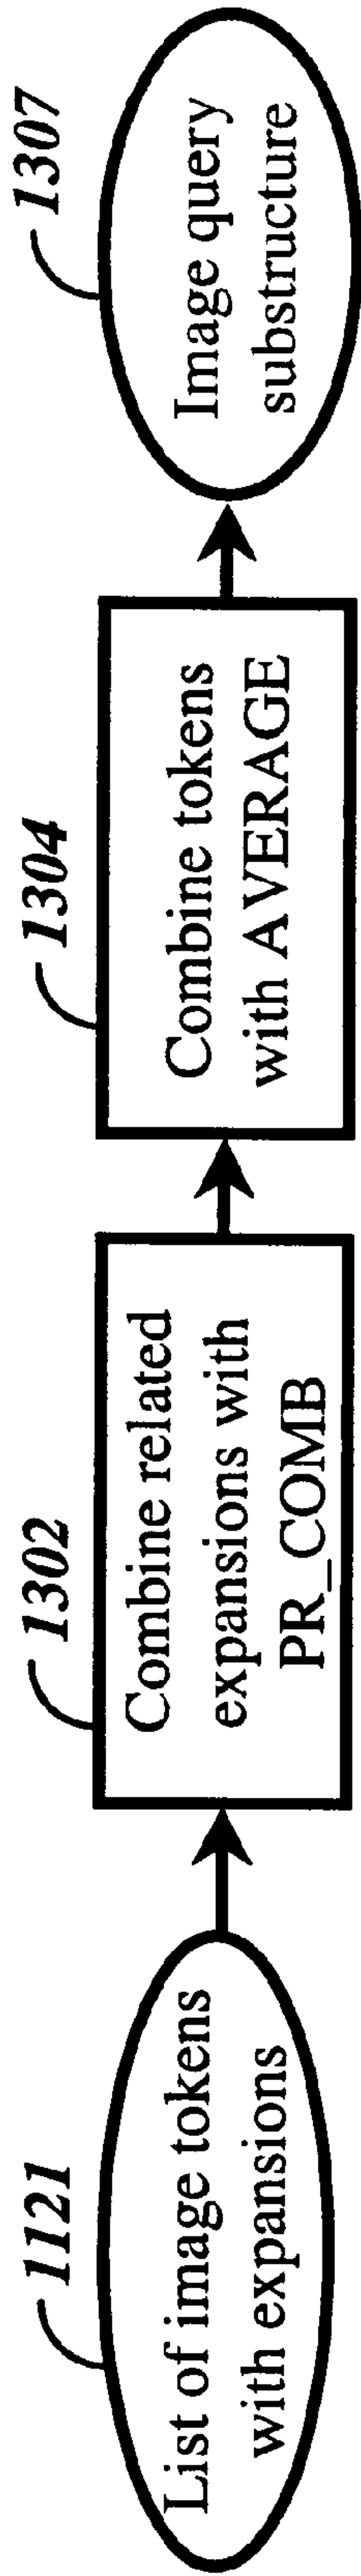 1121
List of image tokens
with expansions
1302
Combine related
expansions with
PR_COMB
1304
Combine tokens
with AVERAGE
1307
Image query
substructure